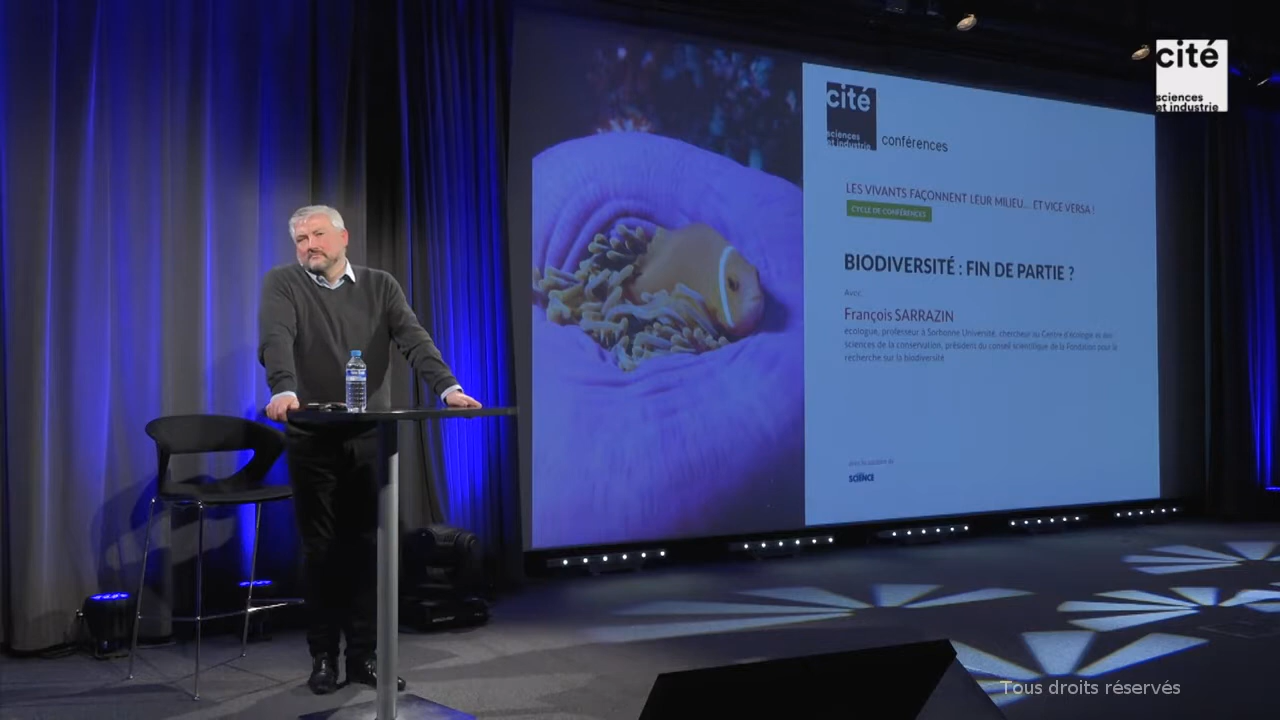 cité
sciences
et industrie
cité
sciences
et industrie
conférences
LES VIVANTS FAÇONNENT LEUR MILIEU... ET VICE VERSA !
CYCLE DE CONFÉRENCES
BIODIVERSITÉ : FIN DE PARTIE ?
Avec,
François SARRAZIN
écologue, professeur à Sorbonne Université, chercheur au Centre d'écologie et des
sciences de la conservation, président du conseil scientifique de la Fondation pour la
recherche sur la biodiversité
SCIENCE
Tous droits réservés